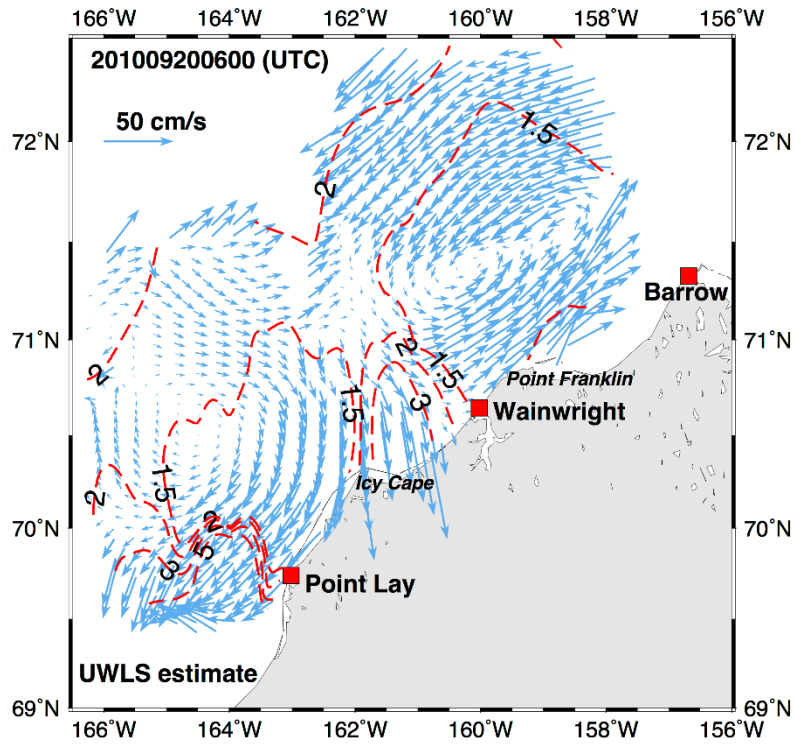 166°W 164°W 162°W 160°W 158°W 156°W
201009200600 (UTC)
50 cm/s
72°N 72°N
1.5
2
Barrow
71°N 71°N
2
2
1.5
Point Franklin
1.5
3
Wainwright
1.5
Icy Cape
2
70°N 70°N
2
5
3
Point Lay
UWLS estimate
69°N 69°N
166°W 164°W 162°W 160°W 158°W 156°W